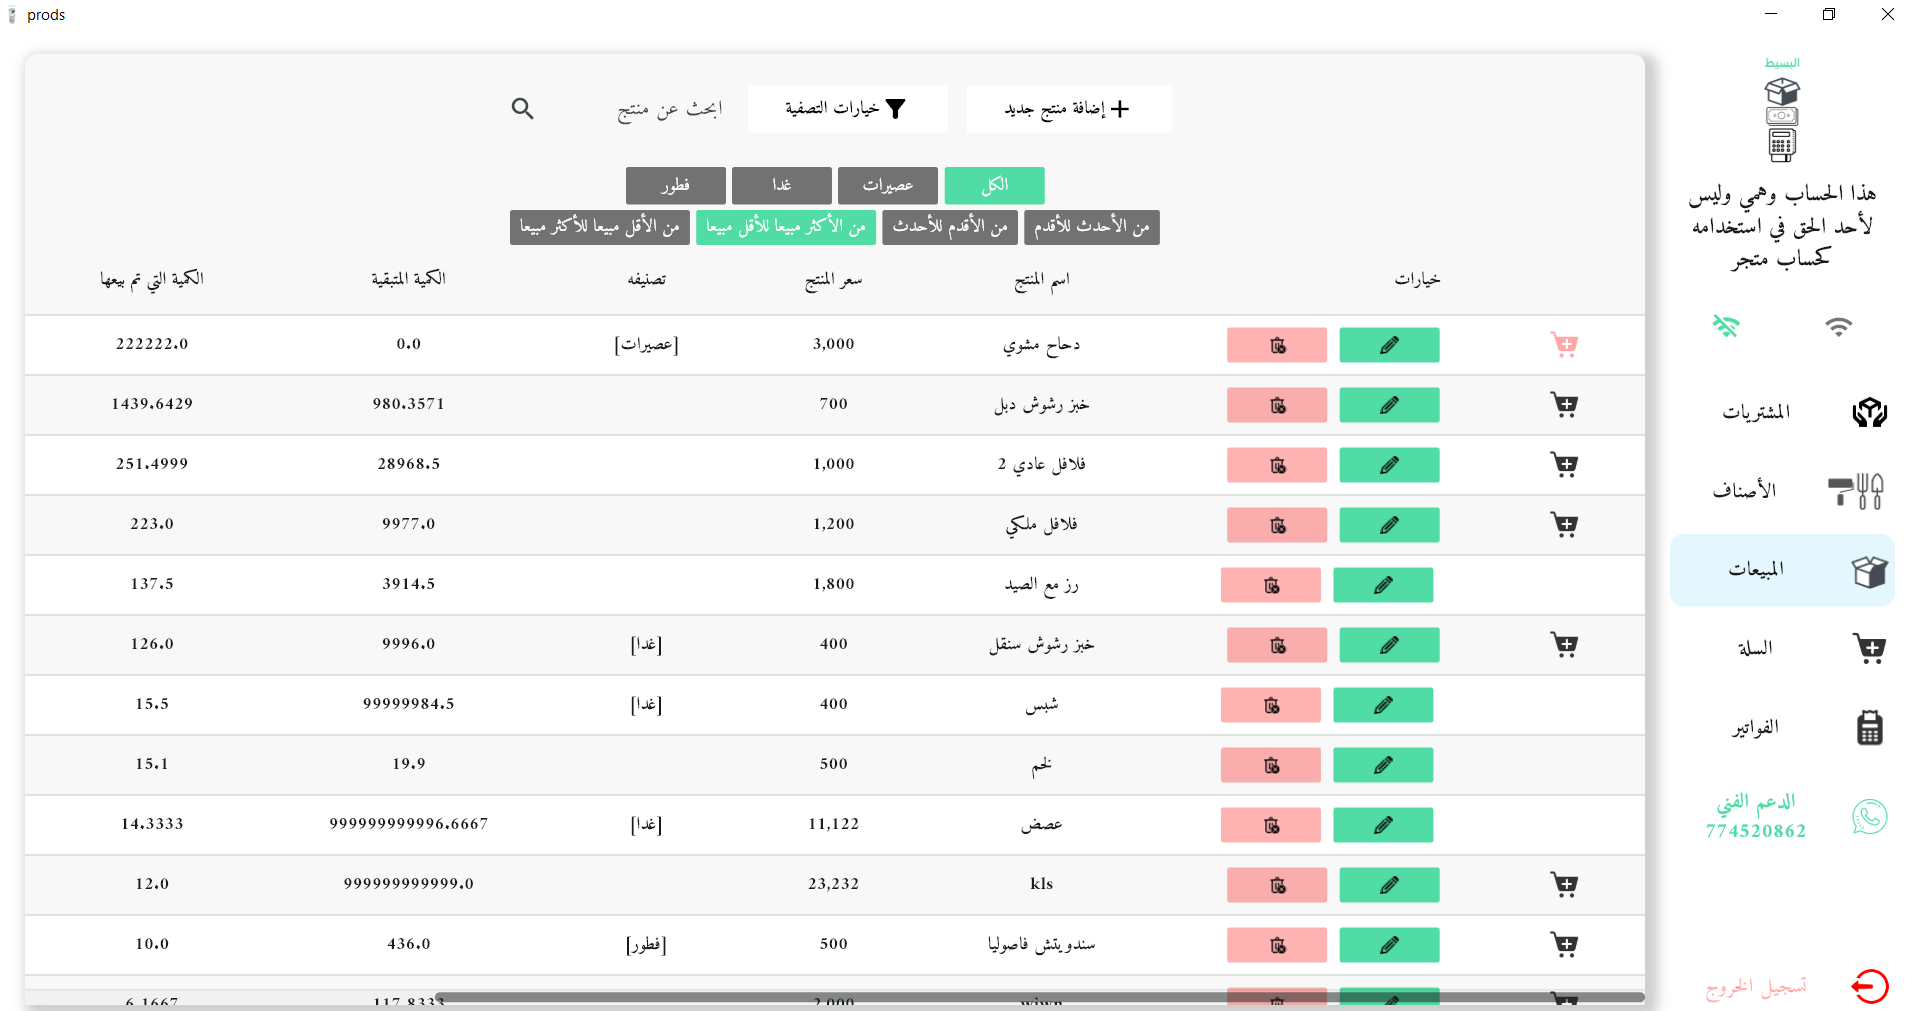 prods
البسيط
هذا الحساب وهمي وليس
لأحد الحق في استخدامه
كحساب متجر
المشتريات
الأصناف
المبيعات
السلة
الفواتير
الدعم الفني
774520862
تسجيل الخروج
إضافة منتج جديد خيارات التصفية ابحث عن منتج
الكل عصيرات غدا فطور
من الأحدث للأقدم من الأقدم للأحدث من الأكثر مبيعا للأقل مبيعا من الأقل مبيعا للأكثر مبيعا
خيارات اسم المنتج سعر المنتج تصنيفه الكمية المتبقية الكمية التي تم بيعها
دحاح مشوي 3,000 [عصيرات] 0.0 222222.0
خبز رشوش دبل 700 980.3571 1439.6429
فلافل عادي 2 1,000 28968.5 251.4999
فلافل ملكي 1,200 9977.0 223.0
رز مع الصيد 1,800 3914.5 137.5
خبز رشوش سنقل 400 [غدا] 9996.0 126.0
شبس 400 [غدا] 99999984.5 15.5
لخم 500 19.9 15.1
عصض 11,122 [غدا] 999999999996.6667 14.3333
kls 23,232 999999999999.0 12.0
سندويتش فاصوليا 500 [فطور] 436.0 10.0
2,000 117.8333 6.1667